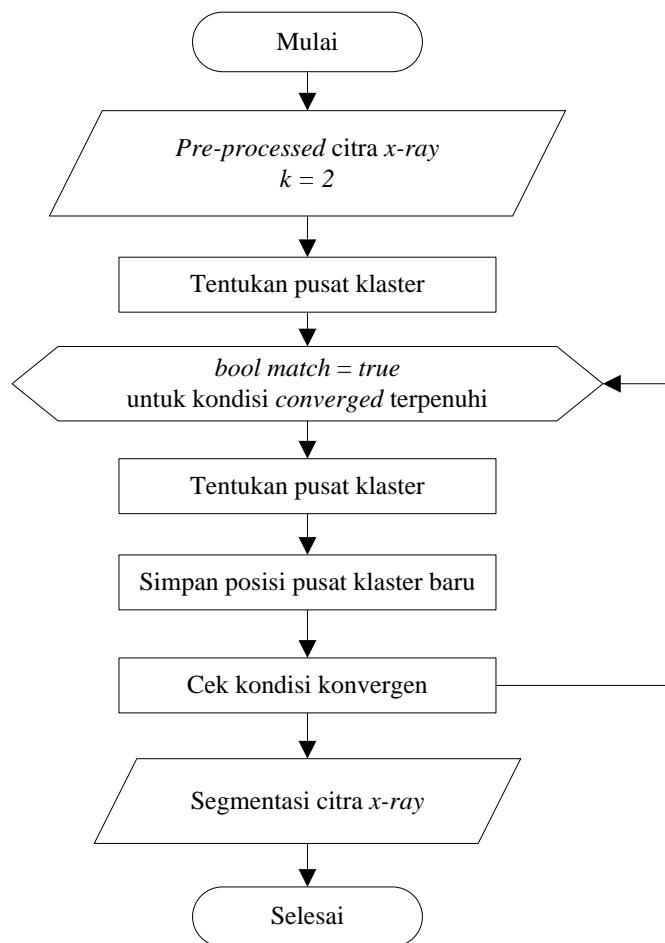 Mulai
Pre-processed citra x-ray
k = 2
Tentukan pusat klaster
bool match = true
untuk kondisi converged terpenuhi
Tentukan pusat klaster
Simpan posisi pusat klaster baru
Cek kondisi konvergen
Segmentasi citra x-ray
Selesai